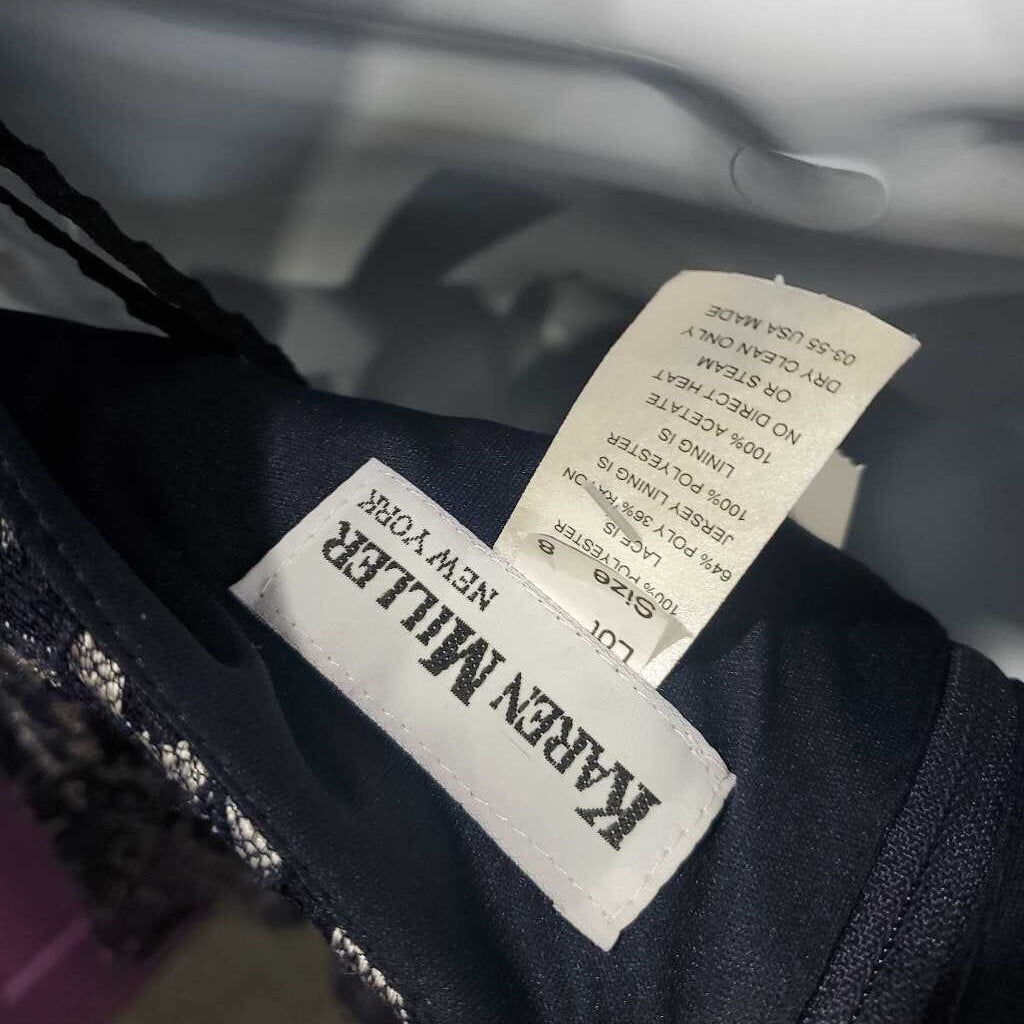 KAREN MILLER
NEW YORK
Lot
Size 8
100% POLYESTER
LACE IS
64% POLY 36% RAYON
JERSEY LINING IS
100% POLYESTER
LINING IS
100% ACETATE
NO DIRECT HEAT
OR STEAM
DRY CLEAN ONLY
03-55 USA MADE